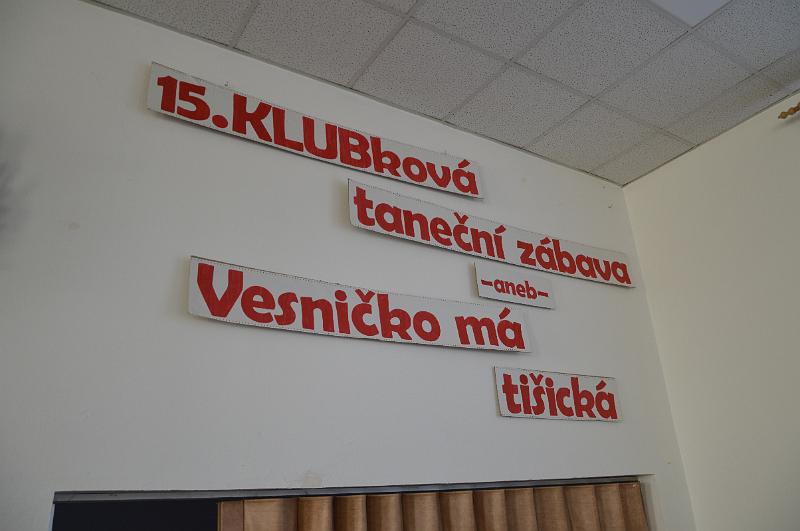 15.KLUBková
taneční zábava
-aneb-
Vesničko má
tišická